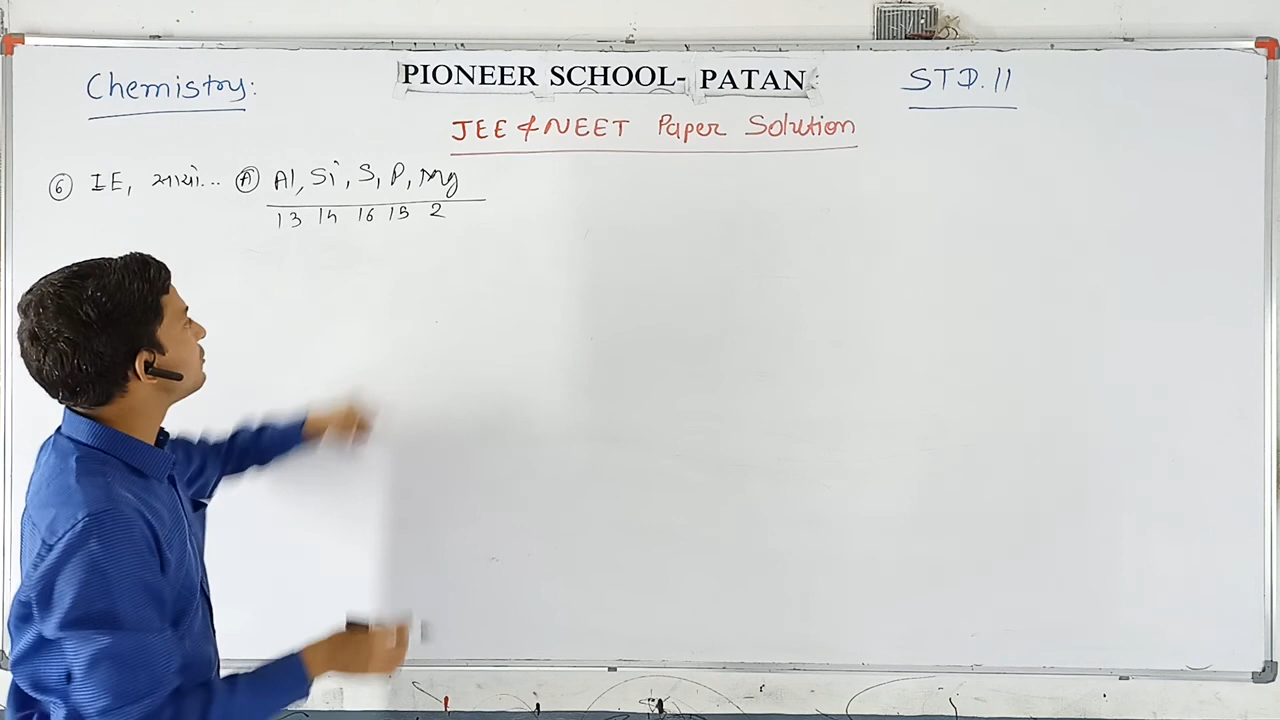 Chemistry:
PIONEER SCHOOL- PATAN
STD. 11
JEE & NEET Paper Solution
6 IE, સાચો... A Al, Si, S, P, Mg
13 14 16 15 2